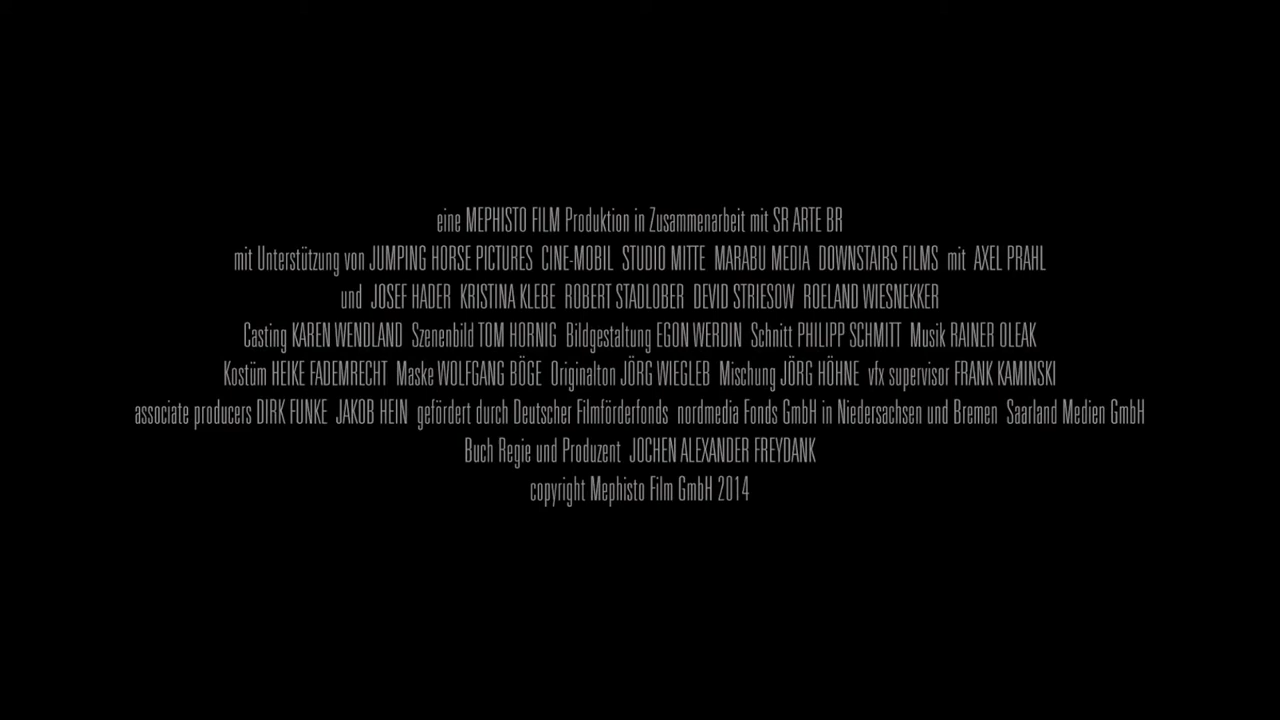 eine MEPHISTO FILM Produktion in Zusammenarbeit mit SR ARTE BR
mit Unterstützung von JUMPING HORSE PICTURES CINE-MOBIL STUDIO MITTE MARABU MEDIA DOWNSTAIRS FILMS mit AXEL PRAHL
und JOSEF HADER KRISTINA KLEBE ROBERT STADLOBER DEVID STRIESOW ROELAND WIESNEKKER
Casting KAREN WENDLAND Szenenbild TOM HORNIG Bildgestaltung EGON WERDIN Schnitt PHILIPP SCHMITT Musik RAINER OLEAK
Kostüm HEIKE FADEMRECHT Maske WOLFGANG BÖGE Originalton JÖRG WIEGLEB Mischung JÖRG HÖHNE vfx supervisor FRANK KAMINSKI
associate producers DIRK FUNKE JAKOB HEIN gefördert durch Deutscher Filmförderfonds nordmedia Fonds GmbH in Niedersachsen und Bremen Saarland Medien GmbH
Buch Regie und Produzent JOCHEN ALEXANDER FREYDANK
copyright Mephisto Film GmbH 2014